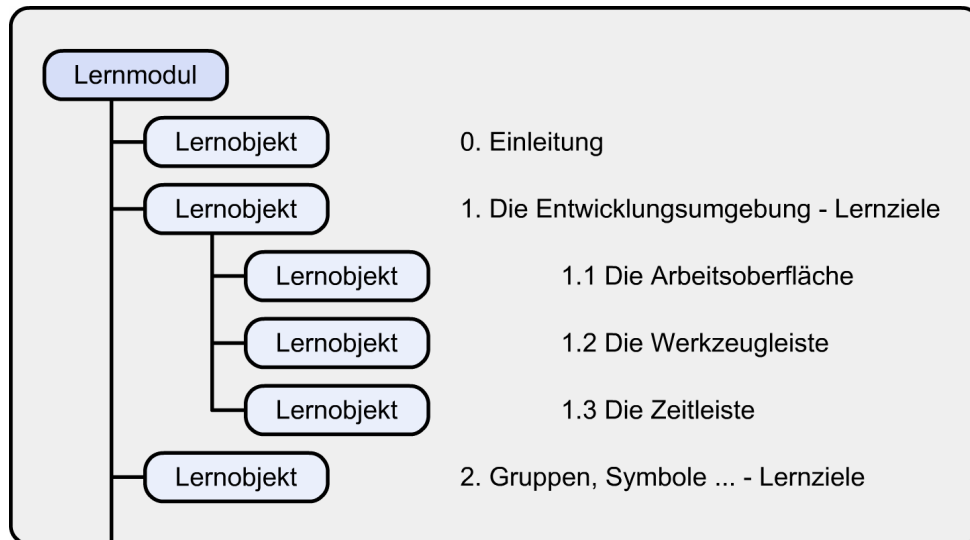 Lernmodul
Lernobjekt 0. Einleitung
Lernobjekt 1. Die Entwicklungsumgebung - Lernziele
Lernobjekt 1.1 Die Arbeitsoberfläche
Lernobjekt 1.2 Die Werkzeugleiste
Lernobjekt 1.3 Die Zeitleiste
Lernobjekt 2. Gruppen, Symbole ... - Lernziele